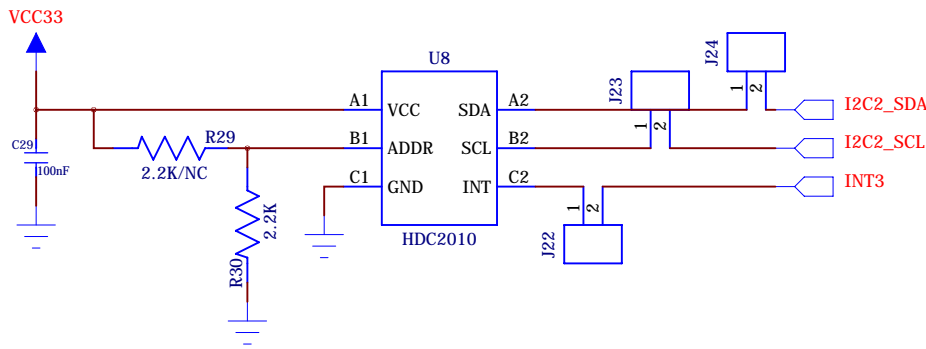 VCC33
U8
J24
J23
A1 VCC SDA A2
1 2
I2C2_SDA
C29
100nF
R29
2.2K/NC
B1 ADDR SCL B2
1 2
I2C2_SCL
C1 GND INT C2
INT3
2.2K
R30
HDC2010
1 2
J22